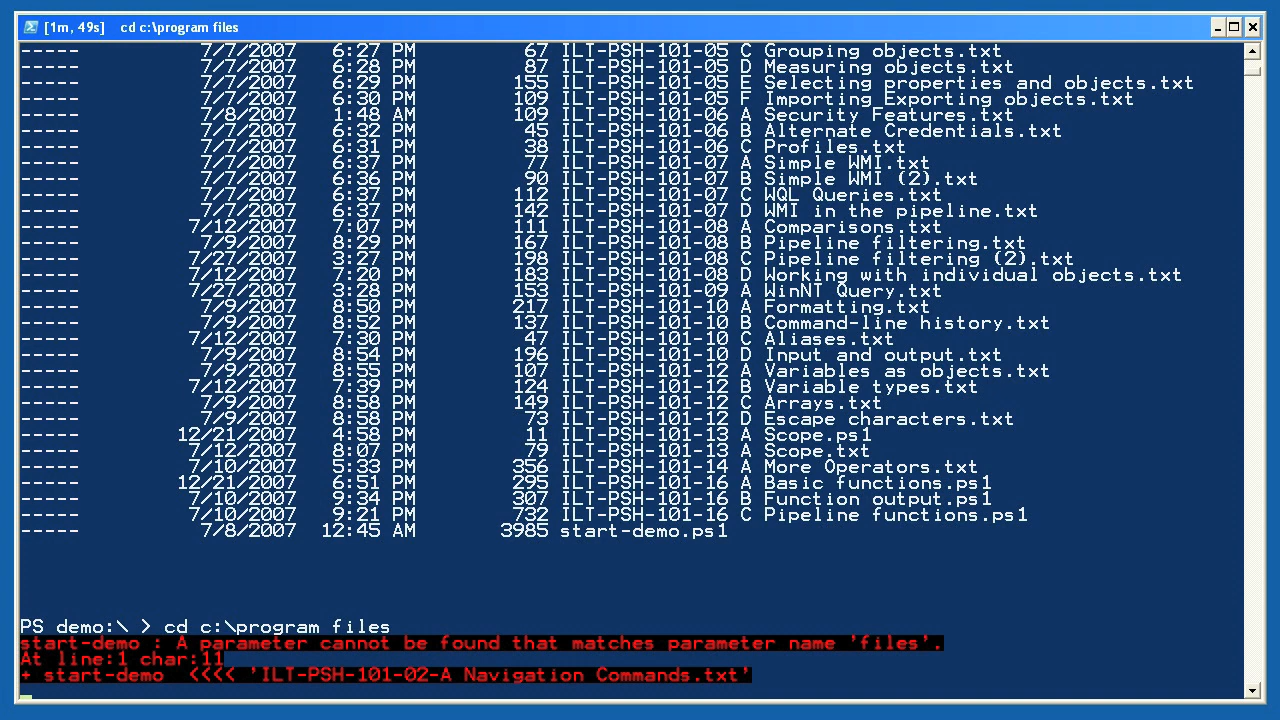 [1m, 49s] cd c:\program files
----- 7/7/2007 6:27 PM 67 ILT-PSH-101-05 C Grouping objects.txt
----- 7/7/2007 6:28 PM 87 ILT-PSH-101-05 D Measuring objects.txt
----- 7/7/2007 6:29 PM 155 ILT-PSH-101-05 E Selecting properties and objects.txt
----- 7/7/2007 6:30 PM 109 ILT-PSH-101-05 F Importing_Exporting objects.txt
----- 7/8/2007 1:48 AM 109 ILT-PSH-101-06 A Security Features.txt
----- 7/7/2007 6:32 PM 45 ILT-PSH-101-06 B Alternate Credentials.txt
----- 7/7/2007 6:31 PM 38 ILT-PSH-101-06 C Profiles.txt
----- 7/7/2007 6:37 PM 77 ILT-PSH-101-07 A Simple WMI.txt
----- 7/7/2007 6:36 PM 90 ILT-PSH-101-07 B Simple WMI (2).txt
----- 7/7/2007 6:37 PM 112 ILT-PSH-101-07 C WQL Queries.txt
----- 7/7/2007 6:37 PM 142 ILT-PSH-101-07 D WMI in the pipeline.txt
----- 7/12/2007 7:07 PM 111 ILT-PSH-101-08 A Comparisons.txt
----- 7/9/2007 8:29 PM 167 ILT-PSH-101-08 B Pipeline filtering.txt
----- 7/27/2007 3:27 PM 198 ILT-PSH-101-08 C Pipeline filtering (2).txt
----- 7/12/2007 7:20 PM 183 ILT-PSH-101-08 D Working with individual objects.txt
----- 7/27/2007 3:28 PM 153 ILT-PSH-101-09 A WinNT Query.txt
----- 7/9/2007 8:50 PM 217 ILT-PSH-101-10 A Formatting.txt
----- 7/9/2007 8:52 PM 137 ILT-PSH-101-10 B Command-line history.txt
----- 7/12/2007 7:30 PM 47 ILT-PSH-101-10 C Aliases.txt
----- 7/9/2007 8:54 PM 196 ILT-PSH-101-10 D Input and output.txt
----- 7/9/2007 8:55 PM 107 ILT-PSH-101-12 A Variables as objects.txt
----- 7/12/2007 7:39 PM 124 ILT-PSH-101-12 B Variable types.txt
----- 7/9/2007 8:58 PM 149 ILT-PSH-101-12 C Arrays.txt
----- 7/9/2007 8:58 PM 73 ILT-PSH-101-12 D Escape characters.txt
----- 12/21/2007 4:58 PM 11 ILT-PSH-101-13 A Scope.ps1
----- 7/12/2007 8:07 PM 79 ILT-PSH-101-13 A Scope.txt
----- 7/10/2007 5:33 PM 356 ILT-PSH-101-14 A More Operators.txt
----- 12/21/2007 6:51 PM 295 ILT-PSH-101-16 A Basic functions.ps1
----- 7/10/2007 9:34 PM 307 ILT-PSH-101-16 B Function output.ps1
----- 7/10/2007 9:21 PM 732 ILT-PSH-101-16 C Pipeline functions.ps1
----- 7/8/2007 12:45 AM 3985 start-demo.ps1
PS demo:\ > cd c:\program files
start-demo : A parameter cannot be found that matches parameter name 'files'.
At line:1 char:11
+ start-demo <<<< 'ILT-PSH-101-02-A Navigation Commands.txt'